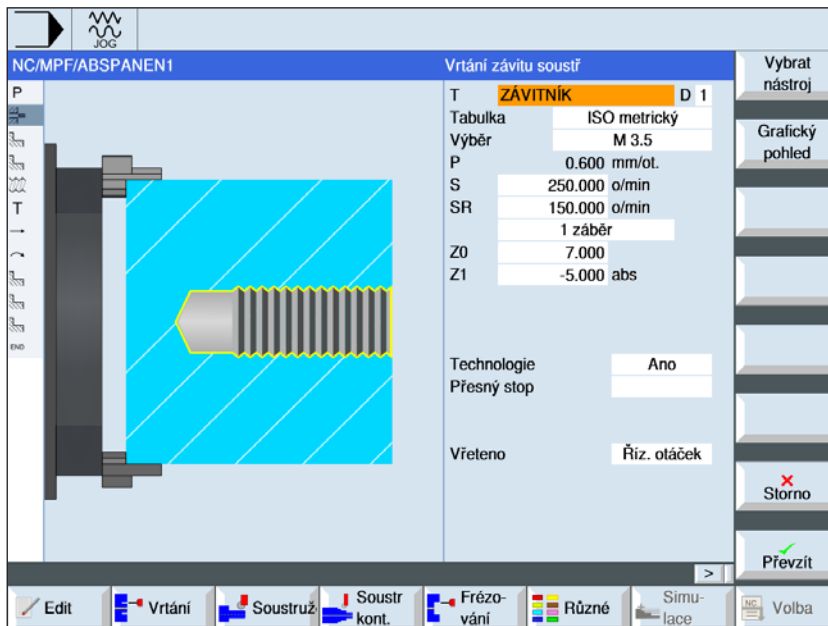 JOG
NC/MPF/ABSPANEN1
Vrtání závitu soustř
P
T
END
T ZÁVITNÍK D 1
Tabulka ISO metrický
Výběr M 3.5
P 0.600 mm/ot.
S 250.000 o/min
SR 150.000 o/min
1 záběr
Z0 7.000
Z1 -5.000 abs
Technologie Ano
Přesný stop
Vřeteno Říz. otáček
Vybrat
nástroj
Grafický
pohled
Storno
Převzít
>
Edit
Vrtání
Soustruž
Soustr
kont.
Frézo-
vání
Různé
Simu-
lace
NC
Volba